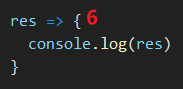 res => { 6
  console.log(res)
}